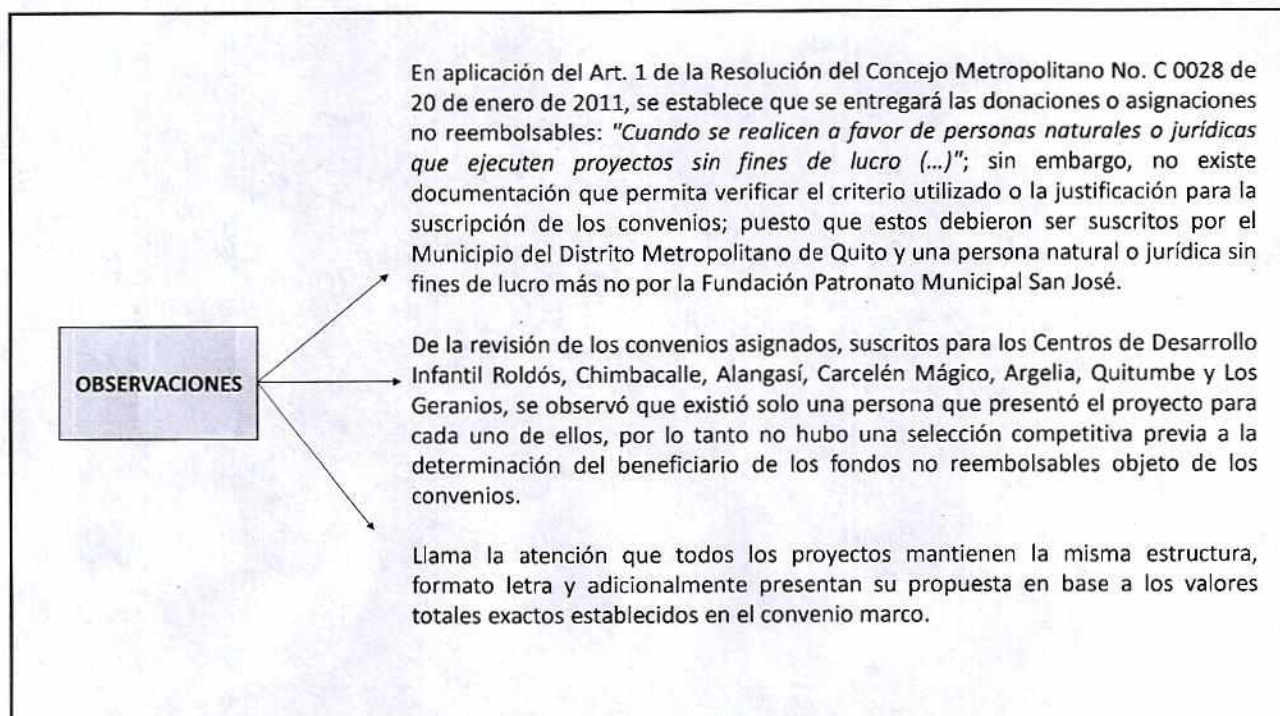 En aplicación del Art. 1 de la Resolución del Concejo Metropolitano No. C 0028 de
20 de enero de 2011, se establece que se entregará las donaciones o asignaciones
no reembolsables: "Cuando se realicen a favor de personas naturales o jurídicas
que ejecuten proyectos sin fines de lucro (...)"; sin embargo, no existe
documentación que permita verificar el criterio utilizado o la justificación para la
suscripción de los convenios; puesto que estos debieron ser suscritos por el
Municipio del Distrito Metropolitano de Quito y una persona natural o jurídica sin
fines de lucro más no por la Fundación Patronato Municipal San José.
OBSERVACIONES
De la revisión de los convenios asignados, suscritos para los Centros de Desarrollo
Infantil Roldós, Chimbacalle, Alangasí, Carcelén Mágico, Argelia, Quitumbe y Los
Geranios, se observó que existió solo una persona que presentó el proyecto para
cada uno de ellos, por lo tanto no hubo una selección competitiva previa a la
determinación del beneficiario de los fondos no reembolsables objeto de los
convenios.
Llama la atención que todos los proyectos mantienen la misma estructura,
formato letra y adicionalmente presentan su propuesta en base a los valores
totales exactos establecidos en el convenio marco.